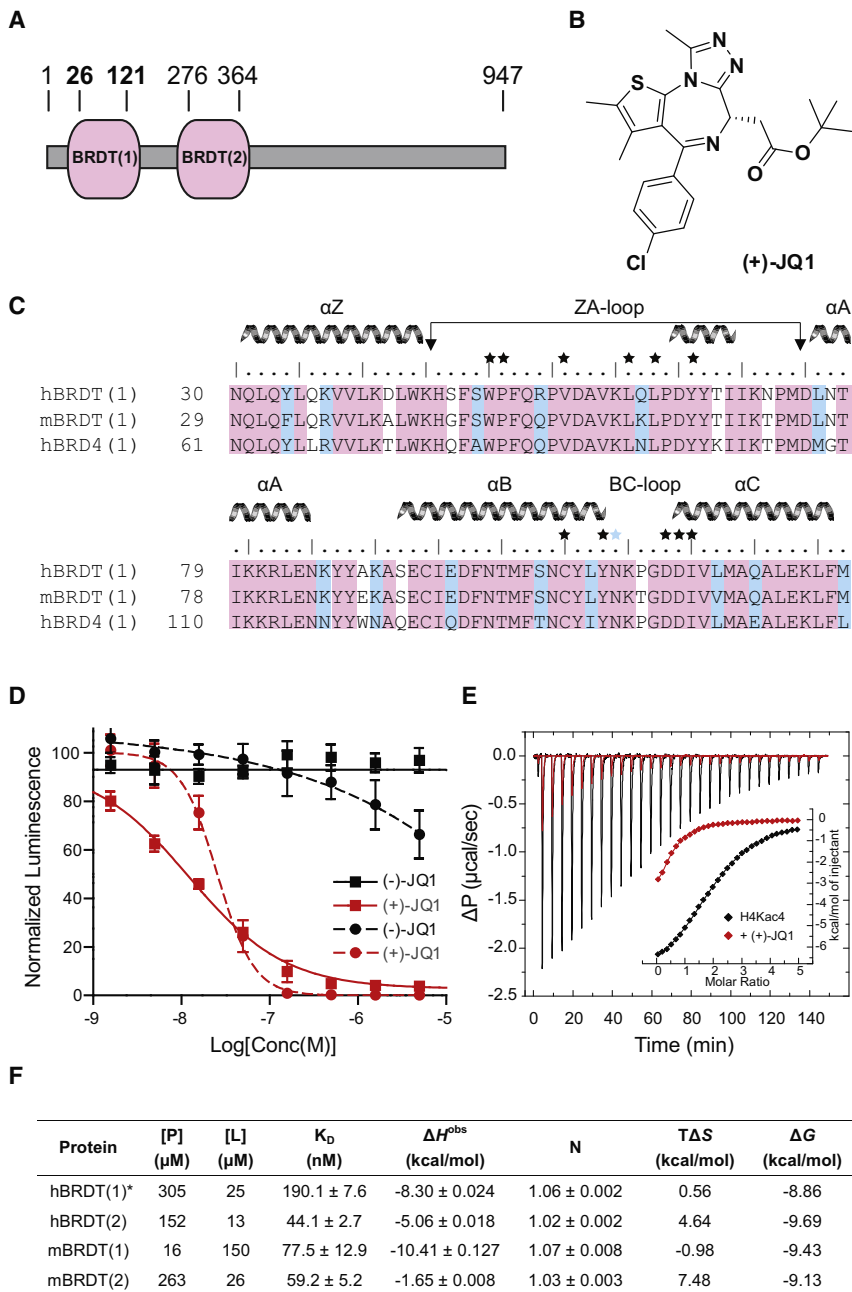 A
1 26 121 276 364 947
BRDT(1) BRDT(2)
B
N
N
N
S
N
O
O
Cl
(+)-JQ1
C
αZ ZA-loop αA
hBRDT(1) 30 NQLQYLQKVVLKDLWKHSFSWPFQRPVDAVKLQLPDYYTIIKNPMDLNT
mBRDT(1) 29 NQLQFLQRVVLKALWKHGFSWPFQQPVDAVKLKLPDYYTIIKTPMDLNT
hBRD4(1) 61 NQLQYLLRVVLKTLWKHQFAWPFQQPVDAVKLNLPDYYKIIKTPMDMGT
αA αB BC-loop αC
hBRDT(1) 79 IKKRLENKYYAKASECIEDFNTMFSNCYLYNKPGDDIVLMAQALEKLFM
mBRDT(1) 78 IKKRLENKYYEKASECIEDFNTMFSNCYLYNKTGDDIVVMAQALEKLFM
hBRD4(1) 110 IKKRLENNYYWNAQECIQDFNTMFTNCYIYNKPGDDIVLMAEALEKLFL
D
Normalized Luminescence
100
80
60
40
20
0
(-)-JQ1
(+)-JQ1
(-)-JQ1
(+)-JQ1
-9 -8 -7 -6 -5
Log[Conc(M)]
E
ΔP (µcal/sec)
0.0
-0.5
-1.0
-1.5
-2.0
-2.5
0 20 40 60 80 100 120 140
Time (min)
H4Kac4
+ (+)-JQ1
0
-1
-2
-3
-4
-5
-6
kcal/mol of injectant
0 1 2 3 4 5
Molar Ratio
F
Protein [P] (µM) [L] (µM) K_D (nM) ΔH^obs (kcal/mol) N TΔS (kcal/mol) ΔG (kcal/mol)
hBRDT(1)* 305 25 190.1 ± 7.6 -8.30 ± 0.024 1.06 ± 0.002 0.56 -8.86
hBRDT(2) 152 13 44.1 ± 2.7 -5.06 ± 0.018 1.02 ± 0.002 4.64 -9.69
mBRDT(1) 16 150 77.5 ± 12.9 -10.41 ± 0.127 1.07 ± 0.008 -0.98 -9.43
mBRDT(2) 263 26 59.2 ± 5.2 -1.65 ± 0.008 1.03 ± 0.003 7.48 -9.13